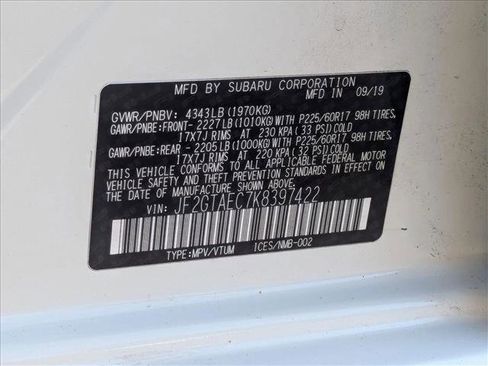 MFD BY SUBARU CORPORATION
MFD IN 09/19
GVWR/PNBV: 4343LB(1970KG)
GAWR/PNBE:FRONT- 2227LB(1010KG)WITH P225/60R17 98H TIRES,
17X7J RIMS AT 230 KPA(33 PSI)COLD
GAWR/PNBE:REAR - 2205LB(1000KG)WITH P225/60R17 98H TIRES,
17X7J RIMS AT 220 KPA(32 PSI)COLD
THIS VEHICLE CONFORMS TO ALL APPLICABLE FEDERAL MOTOR
VEHICLE SAFETY AND THEFT PREVENTION STANDARDS IN EFFECT ON
THE DATE OF MANUFACTURE SHOWN ABOVE.
VIN: JF2GTAEC7K8397422
TYPE:MPV/VTUM ICES/NMB-002